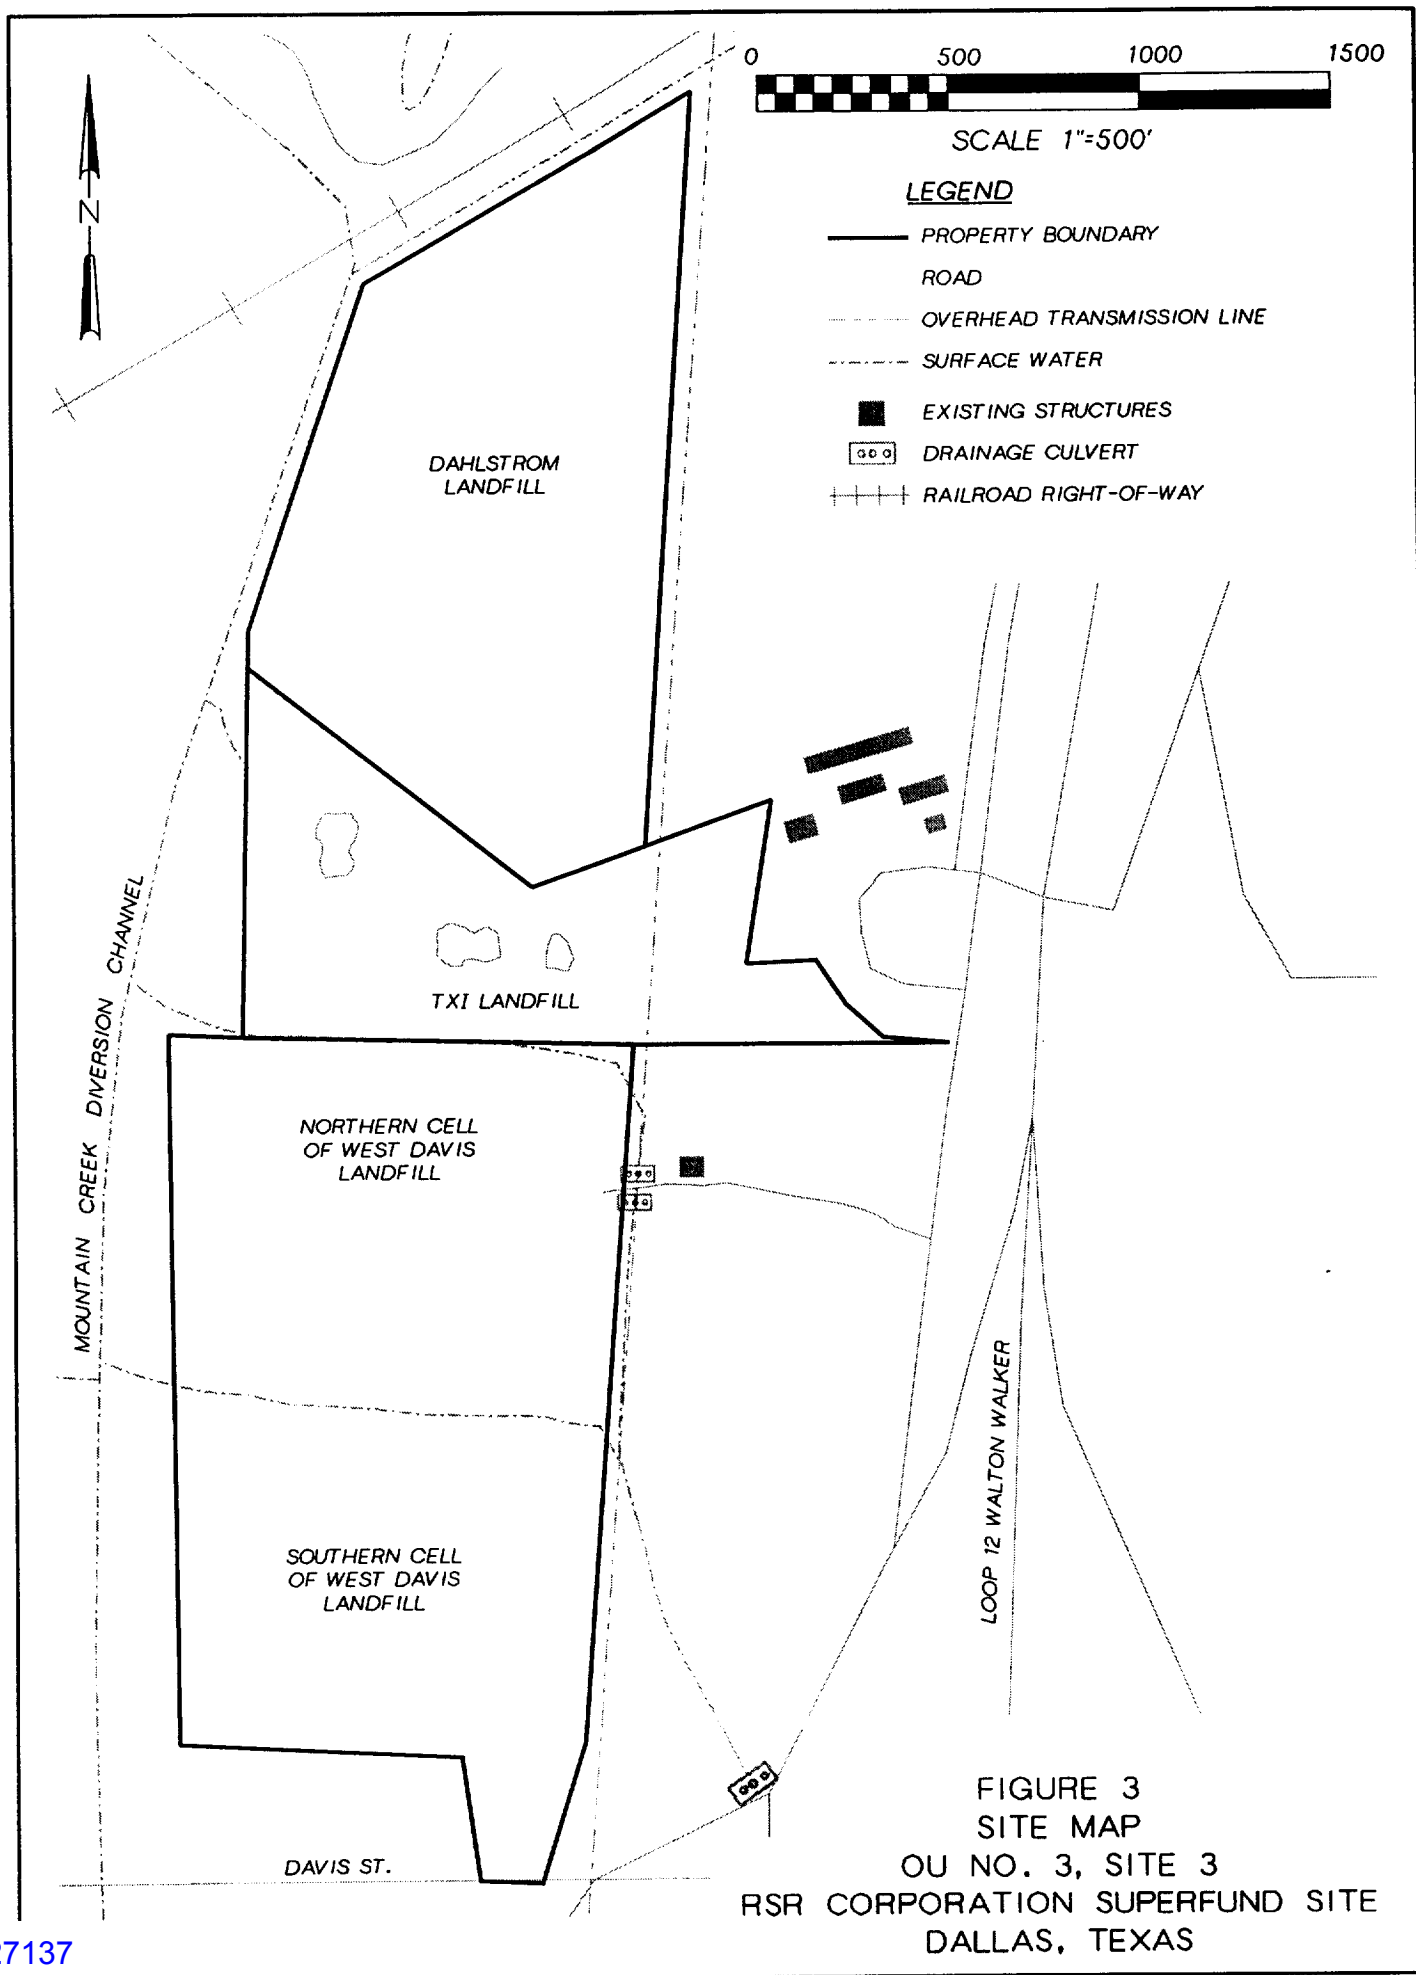 0 500 1000 1500
SCALE 1"=500'
N
LEGEND
PROPERTY BOUNDARY
ROAD
OVERHEAD TRANSMISSION LINE
SURFACE WATER
EXISTING STRUCTURES
DRAINAGE CULVERT
RAILROAD RIGHT-OF-WAY
DAHLSTROM
LANDFILL
MOUNTAIN CREEK DIVERSION CHANNEL
TXI LANDFILL
NORTHERN CELL
OF WEST DAVIS
LANDFILL
LOOP 12 WALTON WALKER
SOUTHERN CELL
OF WEST DAVIS
LANDFILL
DAVIS ST.
FIGURE 3
SITE MAP
OU NO. 3, SITE 3
RSR CORPORATION SUPERFUND SITE
DALLAS, TEXAS
27137